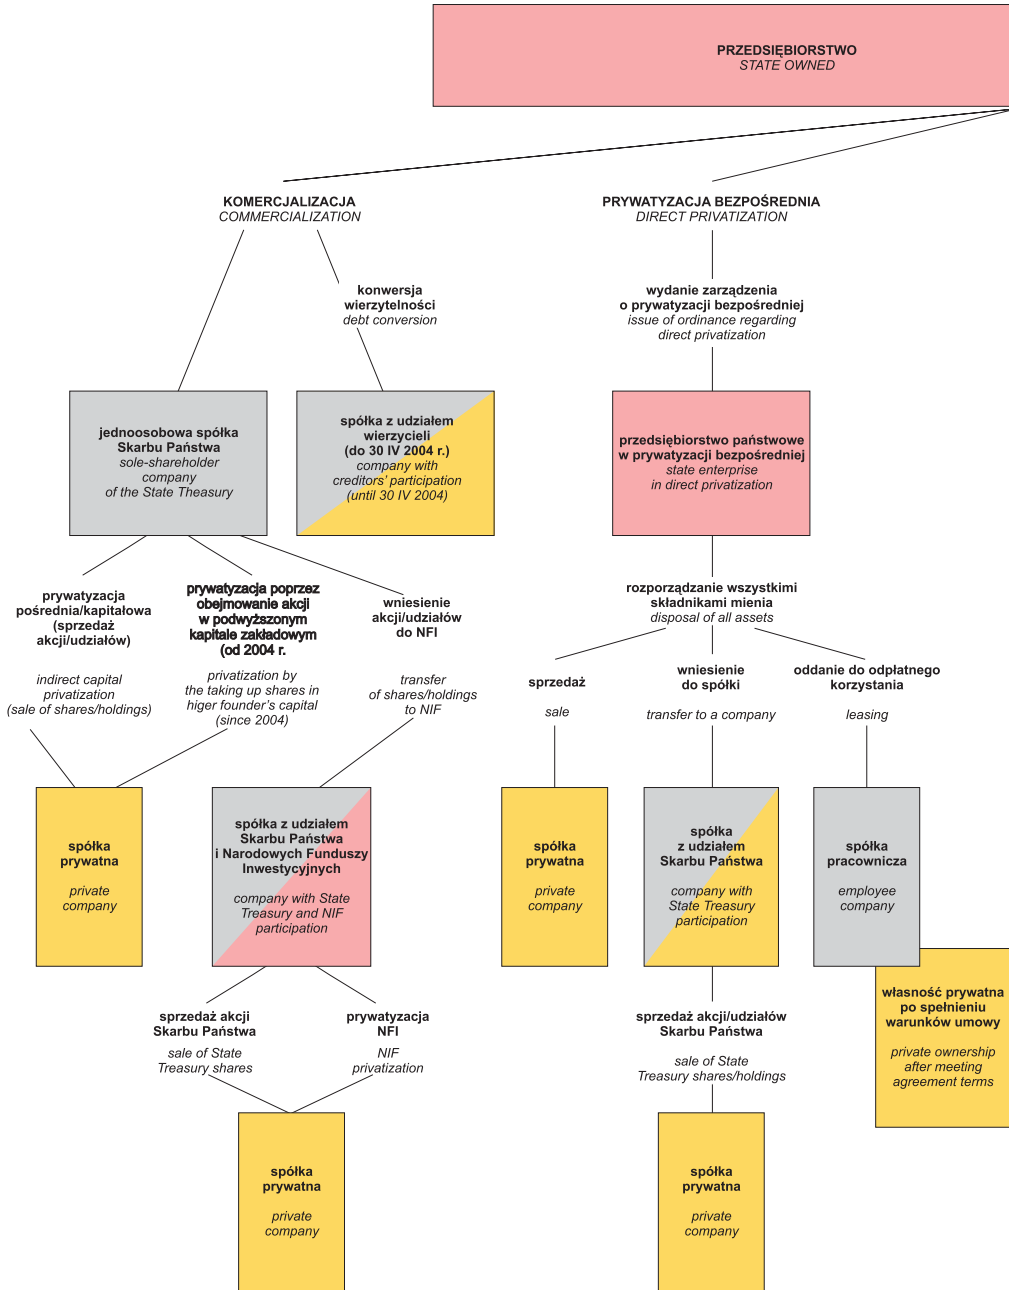 PRZEDSIĘBIORSTWO
STATE OWNED
KOMERCJALIZACJA
COMMERCIALIZATION
PRYWATYZACJA BEZPOŚREDNIA
DIRECT PRIVATIZATION
konwersja
wierzytelności
debt conversion
wydanie zarządzenia
o prywatyzacji bezpośredniej
issue of ordinance regarding
direct privatization
jednoosobowa spółka
Skarbu Państwa
sole-shareholder
company
of the State Treasury
spółka z udziałem
wierzycieli
(do 30 IV 2004 r.)
company with
creditors' participation
(until 30 IV 2004)
przedsiębiorstwo państwowe
w prywatyzacji bezpośredniej
state enterprise
in direct privatization
prywatyzacja
pośrednia/kapitałowa
(sprzedaż
akcji/udziałów)
indirect capital
privatization
(sale of shares/holdings)
prywatyzacja poprzez
obejmowanie akcji
w podwyższonym
kapitale zakładowym
(od 2004 r.
privatization by
the taking up shares in
higer founder's capital
(since 2004)
wniesienie
akcji/udziałów
do NFI
transfer
of shares/holdings
to NIF
rozporządzanie wszystkimi
składnikami mienia
disposal of all assets
sprzedaż
sale
wniesienie
do spółki
transfer to a company
oddanie do odpłatnego
korzystania
leasing
spółka
prywatna
private
company
spółka z udziałem
Skarbu Państwa
i Narodowych Funduszy
Inwestycyjnych
company with State
Treasury and NIF
participation
spółka
prywatna
private
company
spółka
z udziałem
Skarbu Państwa
company with
State Treasury
participation
spółka
pracownicza
employee
company
własność prywatna
po spełnieniu
warunków umowy
private ownership
after meeting
agreement terms
sprzedaż akcji
Skarbu Państwa
sale of State
Treasury shares
prywatyzacja
NFI
NIF
privatization
sprzedaż akcji/udziałów
Skarbu Państwa
sale of State
Treasury shares/holdings
spółka
prywatna
private
company
spółka
prywatna
private
company